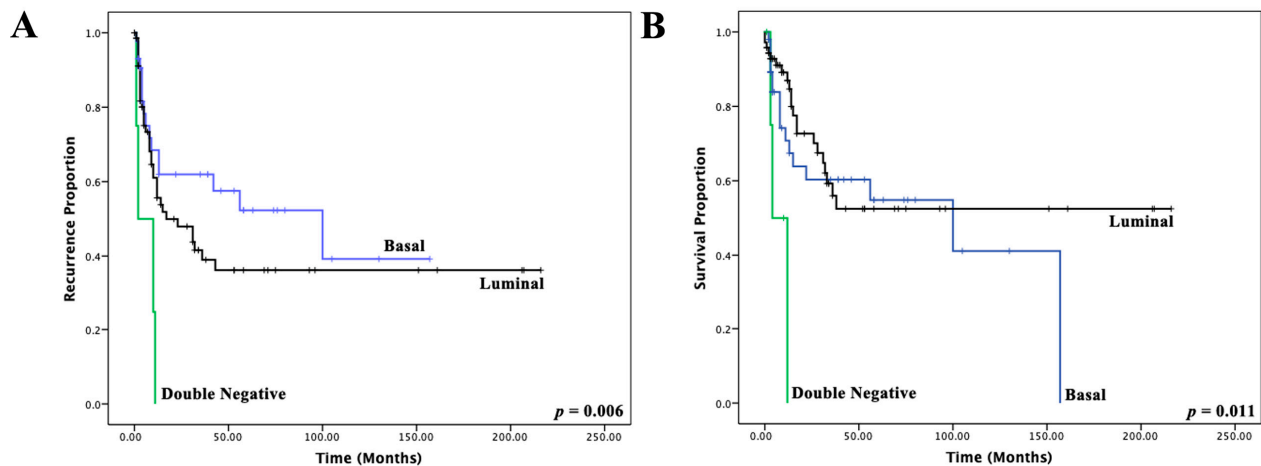 A
1.0
0.8
0.6
0.4
0.2
0.0
Recurrence Proportion
Basal
Luminal
Double Negative
p = 0.006
0.00 50.00 100.00 150.00 200.00 250.00
Time (Months)
B
1.0
0.8
0.6
0.4
0.2
0.0
Survival Proportion
Luminal
Double Negative
Basal
p = 0.011
0.00 50.00 100.00 150.00 200.00 250.00
Time (Months)